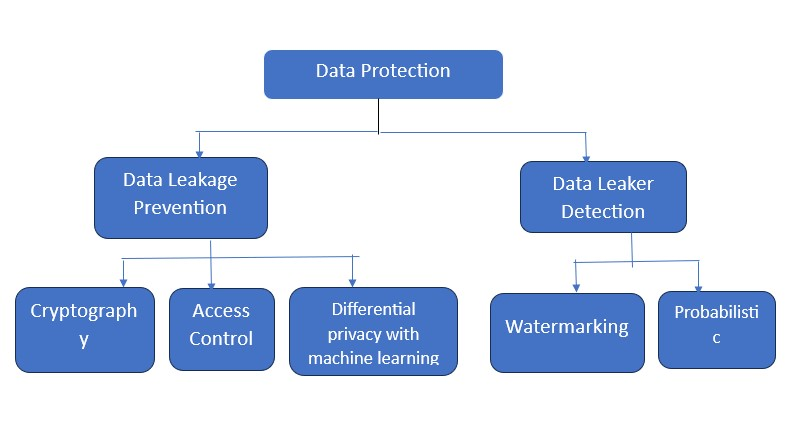 Data Protection
Data Leakage
Prevention
Data Leaker
Detection
Cryptograph
y
Access
Control
Differential
privacy with
machine learning
Watermarking
Probabilisti
c